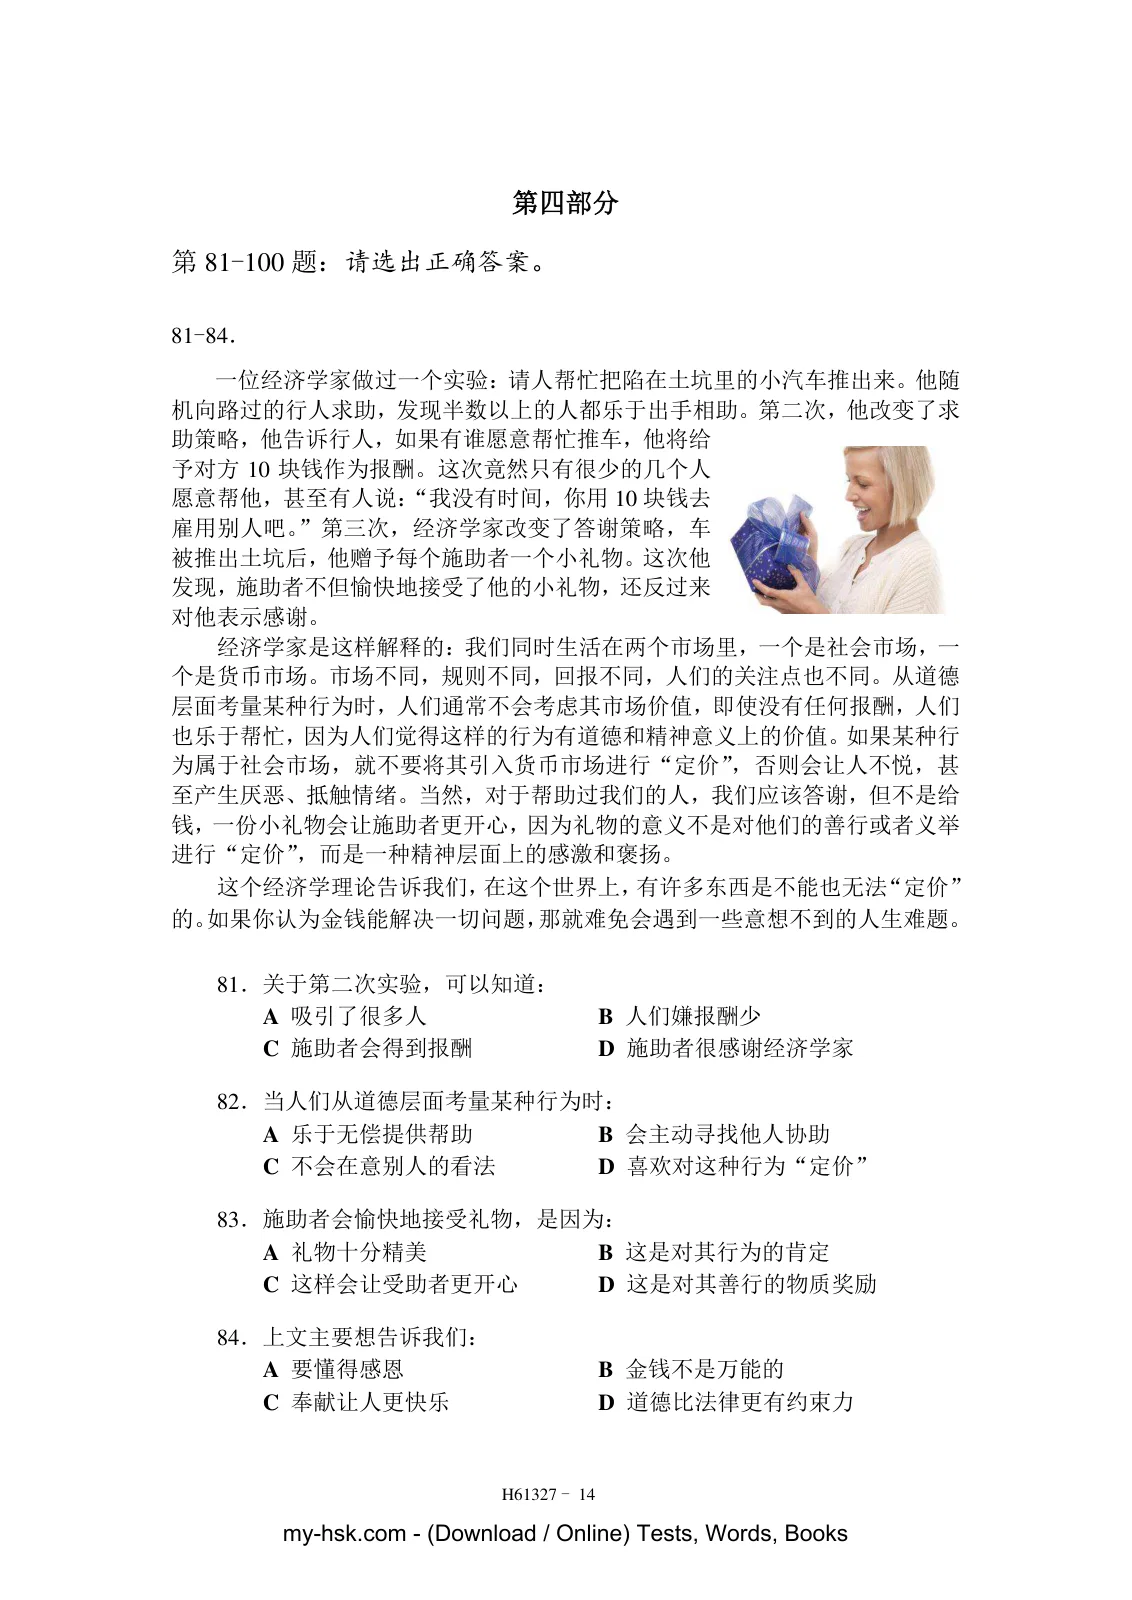 第四部分
第 81-100 题：请选出正确答案。
81-84．
一位经济学家做过一个实验：请人帮忙把陷在土坑里的小汽车推出来。他随
机向路过的行人求助，发现半数以上的人都乐于出手相助。第二次，他改变了求
助策略，他告诉行人，如果有谁愿意帮忙推车，他将给
予对方 10 块钱作为报酬。这次竟然只有很少的几个人
愿意帮他，甚至有人说：“我没有时间，你用 10 块钱去
雇用别人吧。”第三次，经济学家改变了答谢策略，车
被推出土坑后，他赠予每个施助者一个小礼物。这次他
发现，施助者不但愉快地接受了他的小礼物，还反过来
对他表示感谢。
经济学家是这样解释的：我们同时生活在两个市场里，一个是社会市场，一
个是货币市场。市场不同，规则不同，回报不同，人们的关注点也不同。从道德
层面考量某种行为时，人们通常不会考虑其市场价值，即使没有任何报酬，人们
也乐于帮忙，因为人们觉得这样的行为有道德和精神意义上的价值。如果某种行
为属于社会市场，就不要将其引入货币市场进行“定价”，否则会让人不悦，甚
至产生厌恶、抵触情绪。当然，对于帮助过我们的人，我们应该答谢，但不是给
钱，一份小礼物会让施助者更开心，因为礼物的意义不是对他们的善行或者义举
进行“定价”，而是一种精神层面上的感激和褒扬。
这个经济学理论告诉我们，在这个世界上，有许多东西是不能也无法“定价”
的。如果你认为金钱能解决一切问题，那就难免会遇到一些意想不到的人生难题。
81．关于第二次实验，可以知道：
A 吸引了很多人 B 人们嫌报酬少
C 施助者会得到报酬 D 施助者很感谢经济学家
82．当人们从道德层面考量某种行为时：
A 乐于无偿提供帮助 B 会主动寻找他人协助
C 不会在意别人的看法 D 喜欢对这种行为“定价”
83．施助者会愉快地接受礼物，是因为：
A 礼物十分精美 B 这是对其行为的肯定
C 这样会让受助者更开心 D 这是对其善行的物质奖励
84．上文主要想告诉我们：
A 要懂得感恩 B 金钱不是万能的
C 奉献让人更快乐 D 道德比法律更有约束力
H61327 - 14
my-hsk.com - (Download / Online) Tests, Words, Books